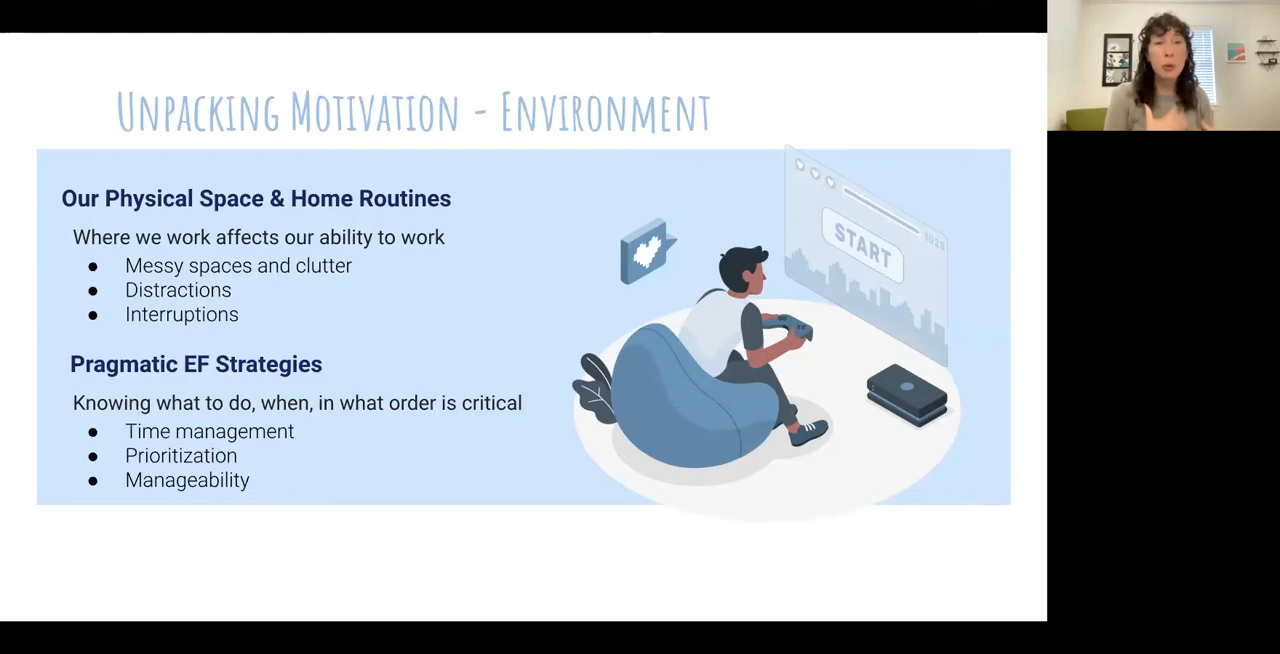 Unpacking Motivation - Environment
Our Physical Space & Home Routines
Where we work affects our ability to work
● Messy spaces and clutter
● Distractions
● Interruptions
Pragmatic EF Strategies
Knowing what to do, when, in what order is critical
● Time management
● Prioritization
● Manageability
START
1025